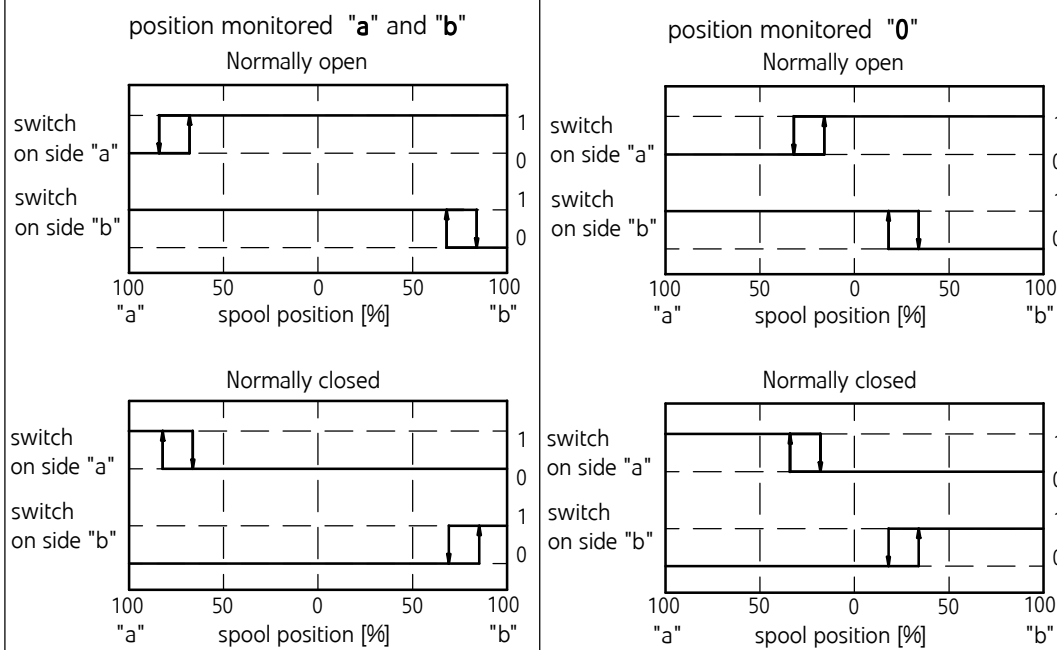 position monitored "a" and "b"
Normally open
switch
on side "a"
1
0
switch
on side "b"
1
0
100 50 0 50 100
"a" spool position [%] "b"
Normally closed
switch
on side "a"
1
0
switch
on side "b"
1
0
100 50 0 50 100
"a" spool position [%] "b"
position monitored "0"
Normally open
switch
on side "a"
1
0
switch
on side "b"
1
0
100 50 0 50 100
"a" spool position [%] "b"
Normally closed
switch
on side "a"
1
0
switch
on side "b"
1
0
100 50 0 50 100
"a" spool position [%] "b"